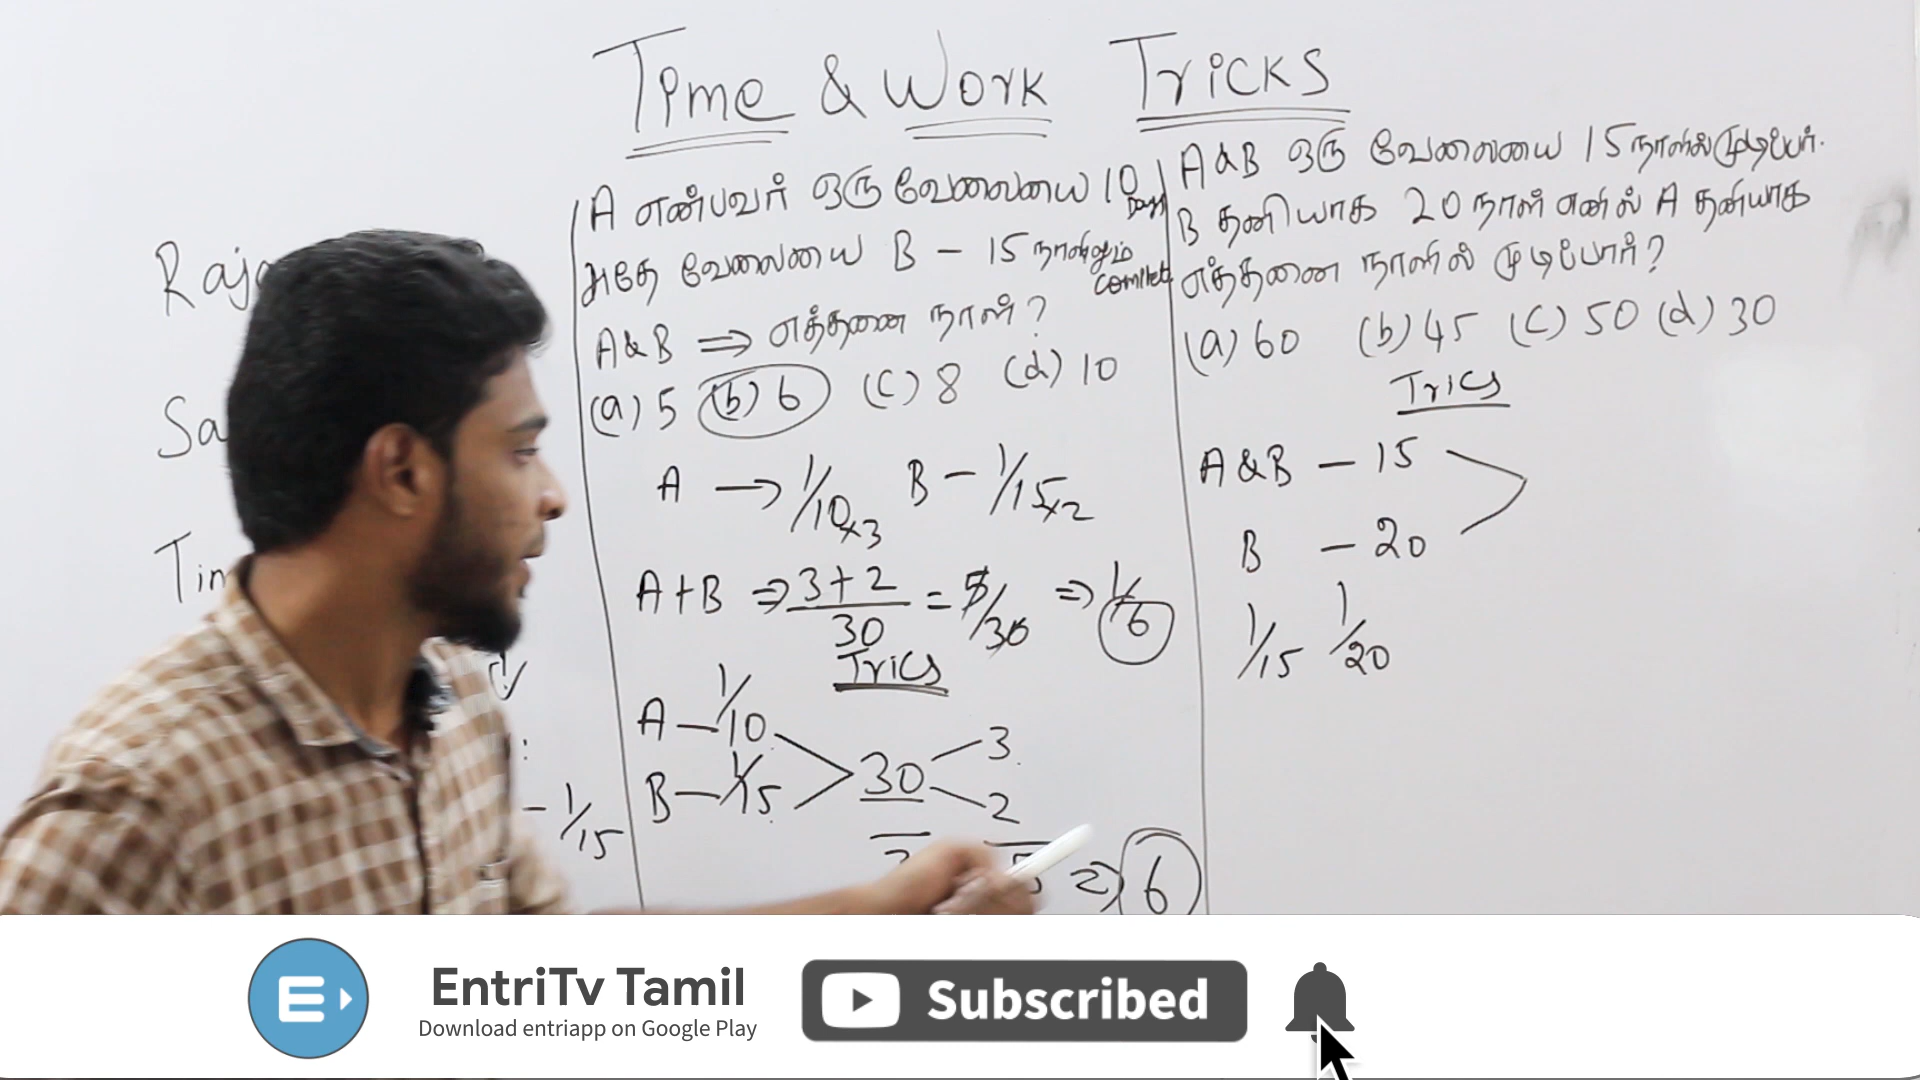 Time & Work Tricks
A என்பவர் ஒரு வேலையை 10 Days
அதே வேலையை B - 15 நாளிலும்
A&B ⇒ எத்தனை நாள்?
(a) 5 (b) 6 (c) 8 (d) 10
A → 1/10×3 B - 1/15×2
A+B ⇒ 3+2/30 = 5/30 ⇒ 1/6
Trics
A - 1/10
B - 1/15
30
3
2
⇒ 6
A&B ஒரு வேலையை 15 நாளில் முடிப்பர்.
B தனியாக 20 நாள் எனில் A தனியாக
எத்தனை நாளில் முடிப்பார்?
(a) 60 (b) 45 (c) 50 (d) 30
Trics
A&B - 15
B - 20
1/15 1/20
- 1/15
EntriTv Tamil
Download entriapp on Google Play
Subscribed